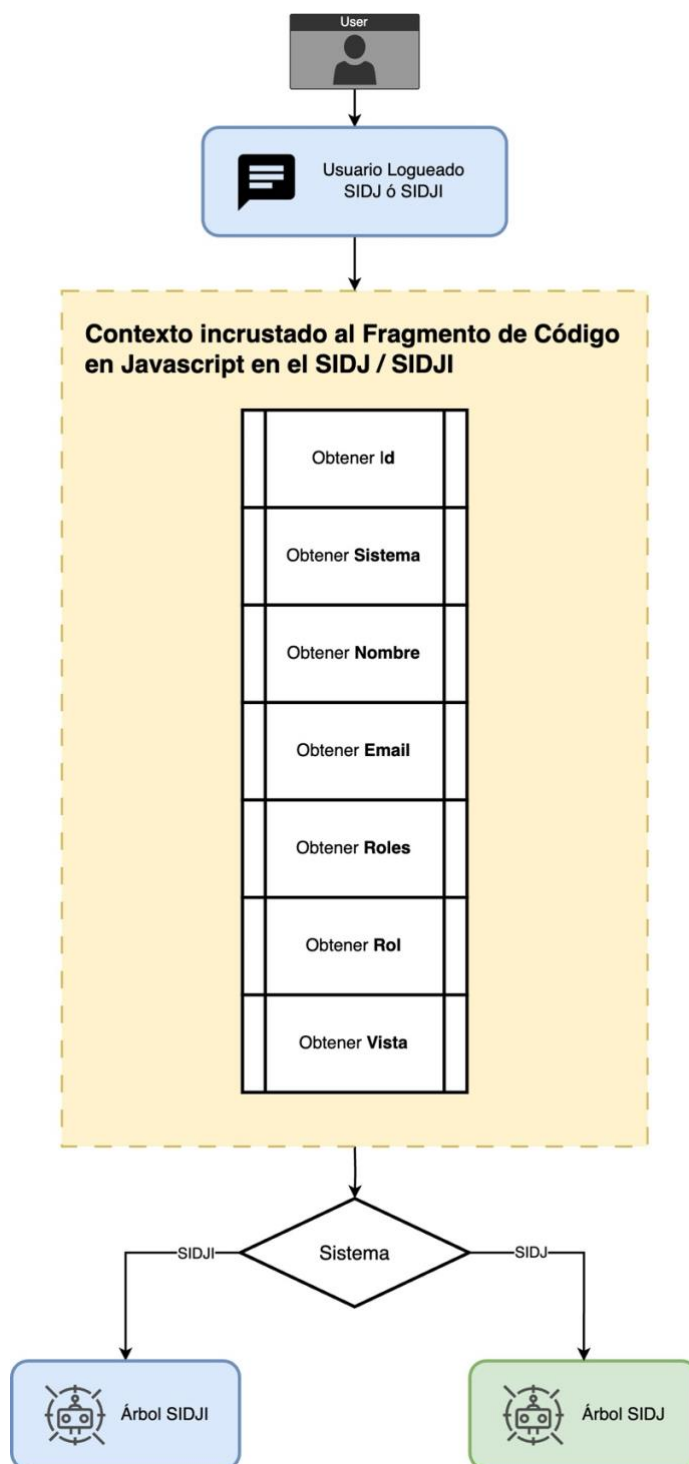 User
Usuario Logueado
SIDJ ó SIDJI
Contexto incrustado al Fragmento de Código
en Javascript en el SIDJ / SIDJI
Obtener Id
Obtener Sistema
Obtener Nombre
Obtener Email
Obtener Roles
Obtener Rol
Obtener Vista
SIDJI
Sistema
SIDJ
Árbol SIDJI
Árbol SIDJ